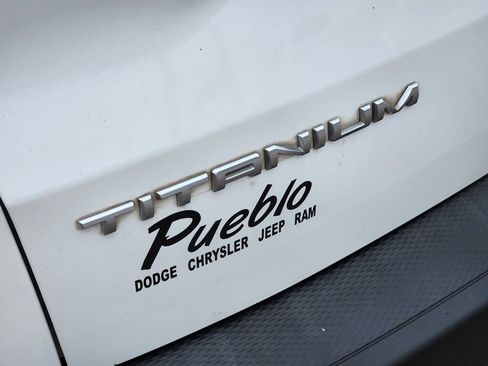 TITANIUM
Pueblo
DODGE CHRYSLER JEEP RAM